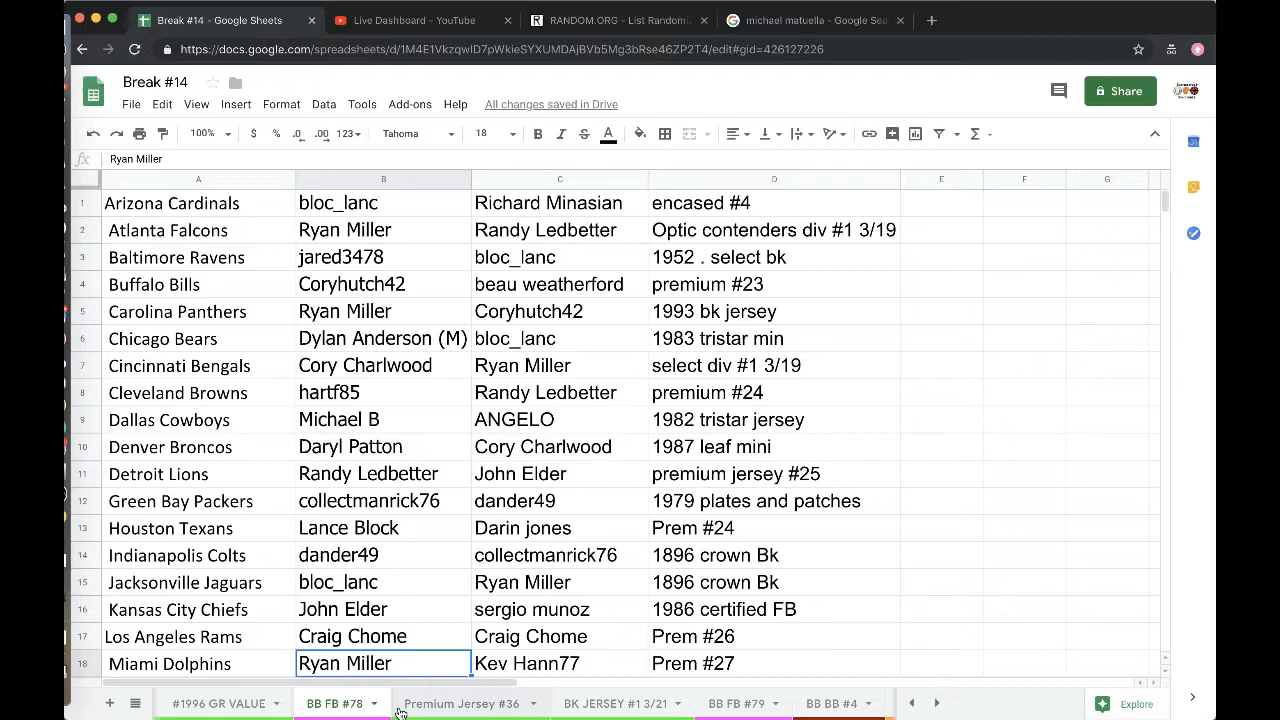 Break #14 - Google Sheets
Live Dashboard - YouTube
RANDOM.ORG - List Randomi
michael matuella - Google Sea
https://docs.google.com/spreadsheets/d/1M4E1VkzqwID7pWkieSYXUMDAjBVb5Mg3bRse46ZP2T4/edit#gid=426127226
Break #14
File Edit View Insert Format Data Tools Add-ons Help All changes saved in Drive
Share
100% $ % .0 .00 123 Tahoma 18 B I S A
fx Ryan Miller
A B C D E F G
1 Arizona Cardinals bloc_lanc Richard Minasian encased #4
2 Atlanta Falcons Ryan Miller Randy Ledbetter Optic contenders div #1 3/19
3 Baltimore Ravens jared3478 bloc_lanc 1952 . select bk
4 Buffalo Bills Coryhutch42 beau weatherford premium #23
5 Carolina Panthers Ryan Miller Coryhutch42 1993 bk jersey
6 Chicago Bears Dylan Anderson (M) bloc_lanc 1983 tristar min
7 Cincinnati Bengals Cory Charlwood Ryan Miller select div #1 3/19
8 Cleveland Browns hartf85 Randy Ledbetter premium #24
9 Dallas Cowboys Michael B ANGELO 1982 tristar jersey
10 Denver Broncos Daryl Patton Cory Charlwood 1987 leaf mini
11 Detroit Lions Randy Ledbetter John Elder premium jersey #25
12 Green Bay Packers collectmanrick76 dander49 1979 plates and patches
13 Houston Texans Lance Block Darin jones Prem #24
14 Indianapolis Colts dander49 collectmanrick76 1896 crown Bk
15 Jacksonville Jaguars bloc_lanc Ryan Miller 1896 crown Bk
16 Kansas City Chiefs John Elder sergio munoz 1986 certified FB
17 Los Angeles Rams Craig Chome Craig Chome Prem #26
18 Miami Dolphins Ryan Miller Kev Hann77 Prem #27
#1996 GR VALUE BB FB #78 Premium Jersey #36 BK JERSEY #1 3/21 BB FB #79 BB BB #4 Explore